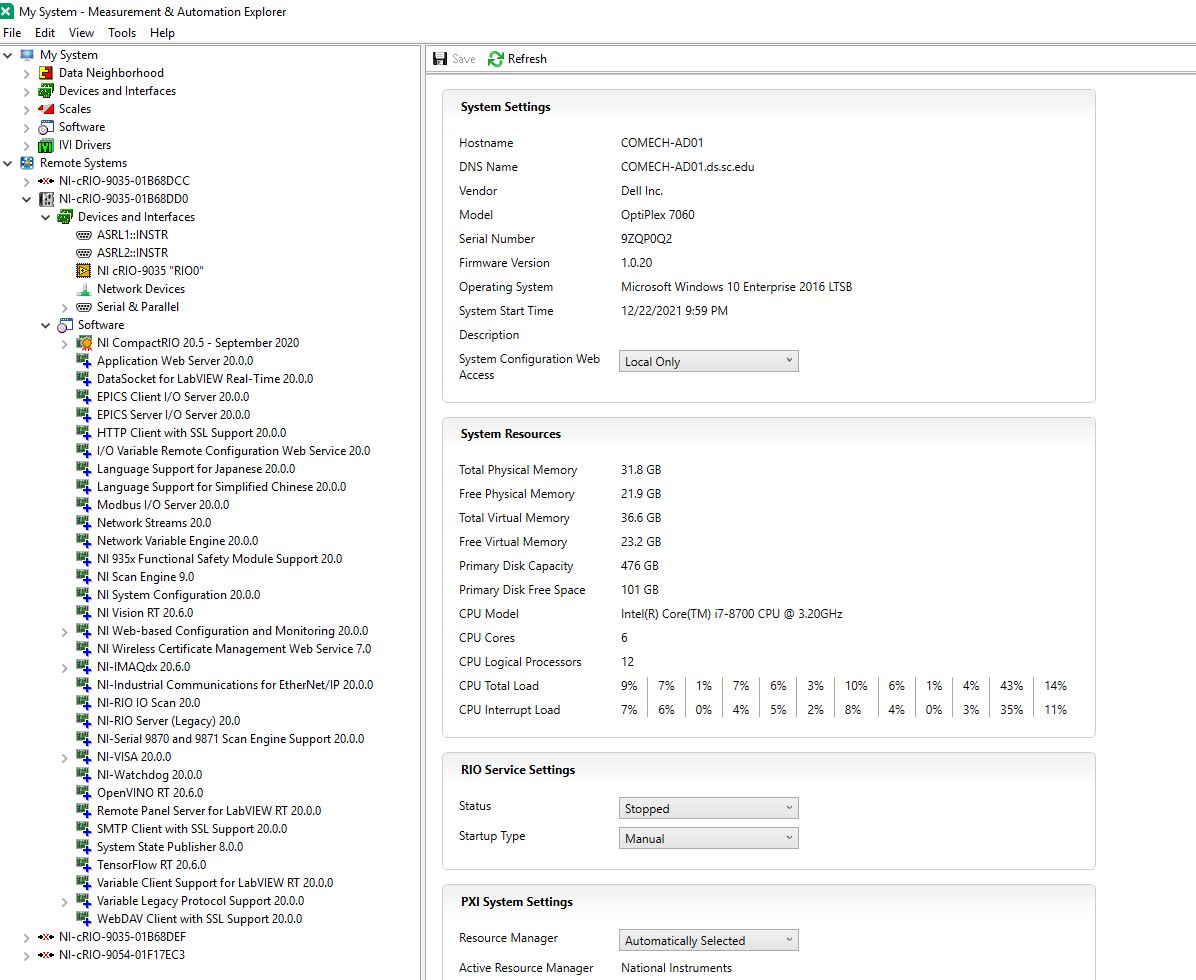 My System - Measurement & Automation Explorer
File Edit View Tools Help
My System
Data Neighborhood
Devices and Interfaces
Scales
Software
IVI Drivers
Remote Systems
NI-cRIO-9035-01B68DCC
NI-cRIO-9035-01B68DD0
Devices and Interfaces
ASRL1::INSTR
ASRL2::INSTR
NI cRIO-9035 "RIO0"
Network Devices
Serial & Parallel
Software
NI CompactRIO 20.5 - September 2020
Application Web Server 20.0.0
DataSocket for LabVIEW Real-Time 20.0.0
EPICS Client I/O Server 20.0.0
EPICS Server I/O Server 20.0.0
HTTP Client with SSL Support 20.0.0
I/O Variable Remote Configuration Web Service 20.0
Language Support for Japanese 20.0.0
Language Support for Simplified Chinese 20.0.0
Modbus I/O Server 20.0.0
Network Streams 20.0
Network Variable Engine 20.0.0
NI 935x Functional Safety Module Support 20.0
NI Scan Engine 9.0
NI System Configuration 20.0.0
NI Vision RT 20.6.0
NI Web-based Configuration and Monitoring 20.0.0
NI Wireless Certificate Management Web Service 7.0
NI-IMAQdx 20.6.0
NI-Industrial Communications for EtherNet/IP 20.0.0
NI-RIO IO Scan 20.0
NI-RIO Server (Legacy) 20.0
NI-Serial 9870 and 9871 Scan Engine Support 20.0.0
NI-VISA 20.0.0
NI-Watchdog 20.0.0
OpenVINO RT 20.6.0
Remote Panel Server for LabVIEW RT 20.0.0
SMTP Client with SSL Support 20.0.0
System State Publisher 8.0.0
TensorFlow RT 20.6.0
Variable Client Support for LabVIEW RT 20.0.0
Variable Legacy Protocol Support 20.0.0
WebDAV Client with SSL Support 20.0.0
NI-cRIO-9035-01B68DEF
NI-cRIO-9054-01F17EC3
Save Refresh
System Settings
Hostname COMECH-AD01
DNS Name COMECH-AD01.ds.sc.edu
Vendor Dell Inc.
Model OptiPlex 7060
Serial Number 9ZQP0Q2
Firmware Version 1.0.20
Operating System Microsoft Windows 10 Enterprise 2016 LTSB
System Start Time 12/22/2021 9:59 PM
Description
System Configuration Web
Access
Local Only
System Resources
Total Physical Memory 31.8 GB
Free Physical Memory 21.9 GB
Total Virtual Memory 36.6 GB
Free Virtual Memory 23.2 GB
Primary Disk Capacity 476 GB
Primary Disk Free Space 101 GB
CPU Model Intel(R) Core(TM) i7-8700 CPU @ 3.20GHz
CPU Cores 6
CPU Logical Processors 12
CPU Total Load 9% 7% 1% 7% 6% 3% 10% 6% 1% 4% 43% 14%
CPU Interrupt Load 7% 6% 0% 4% 5% 2% 8% 4% 0% 3% 35% 11%
RIO Service Settings
Status Stopped
Startup Type Manual
PXI System Settings
Resource Manager Automatically Selected
Active Resource Manager National Instruments